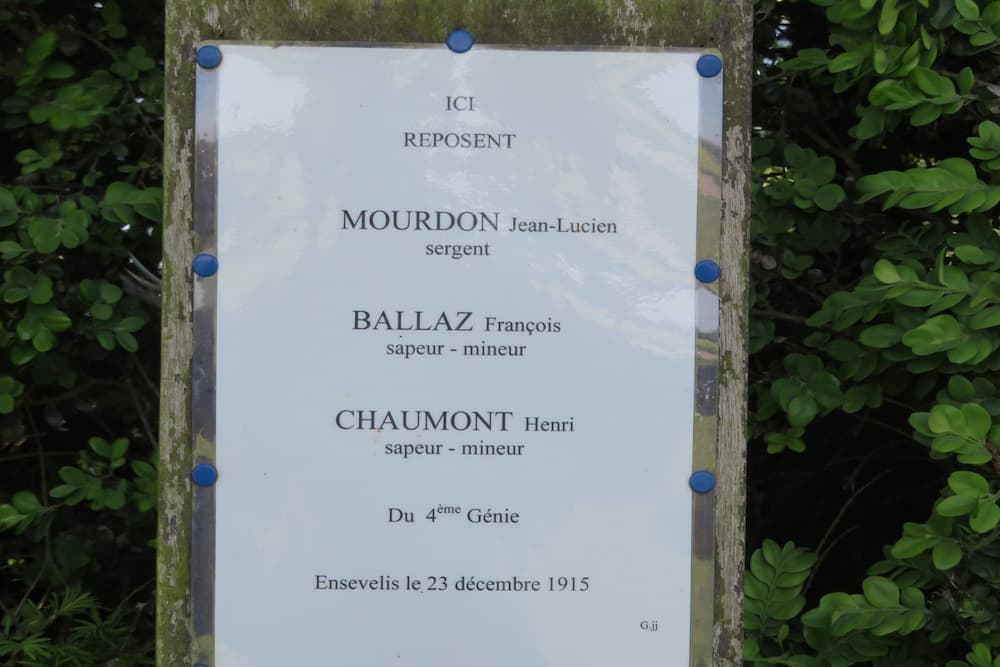 ICI
REPOSENT
MOURDON Jean-Lucien
sergent
BALLAZ François
sapeur - mineur
CHAUMONT Henri
sapeur - mineur
Du 4ème Génie
Ensevelis le 23 décembre 1915
G.jj